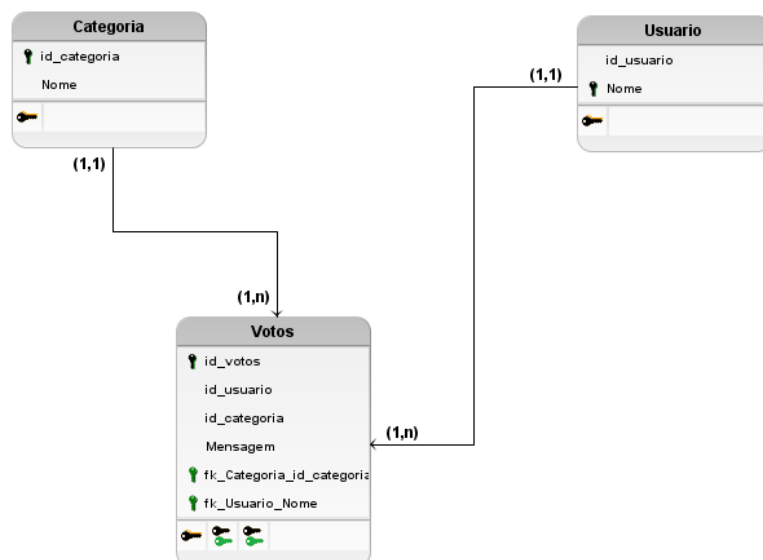 Categoria
id_categoria
Nome
(1,1)
Usuario
id_usuario
Nome
(1,1)
(1,n)
Votos
id_votos
id_usuario
id_categoria
Mensagem
fk_Categoria_id_categoria
fk_Usuario_Nome
(1,n)